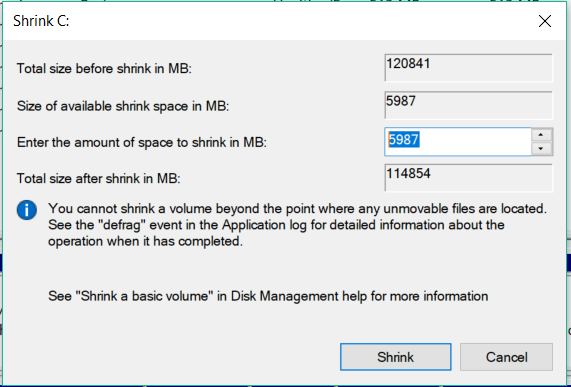 Shrink C:
Total size before shrink in MB: 120841
Size of available shrink space in MB: 5987
Enter the amount of space to shrink in MB: 5987
Total size after shrink in MB: 114854
You cannot shrink a volume beyond the point where any unmovable files are located.
See the "defrag" event in the Application log for detailed information about the
operation when it has completed.
See "Shrink a basic volume" in Disk Management help for more information
Shrink Cancel